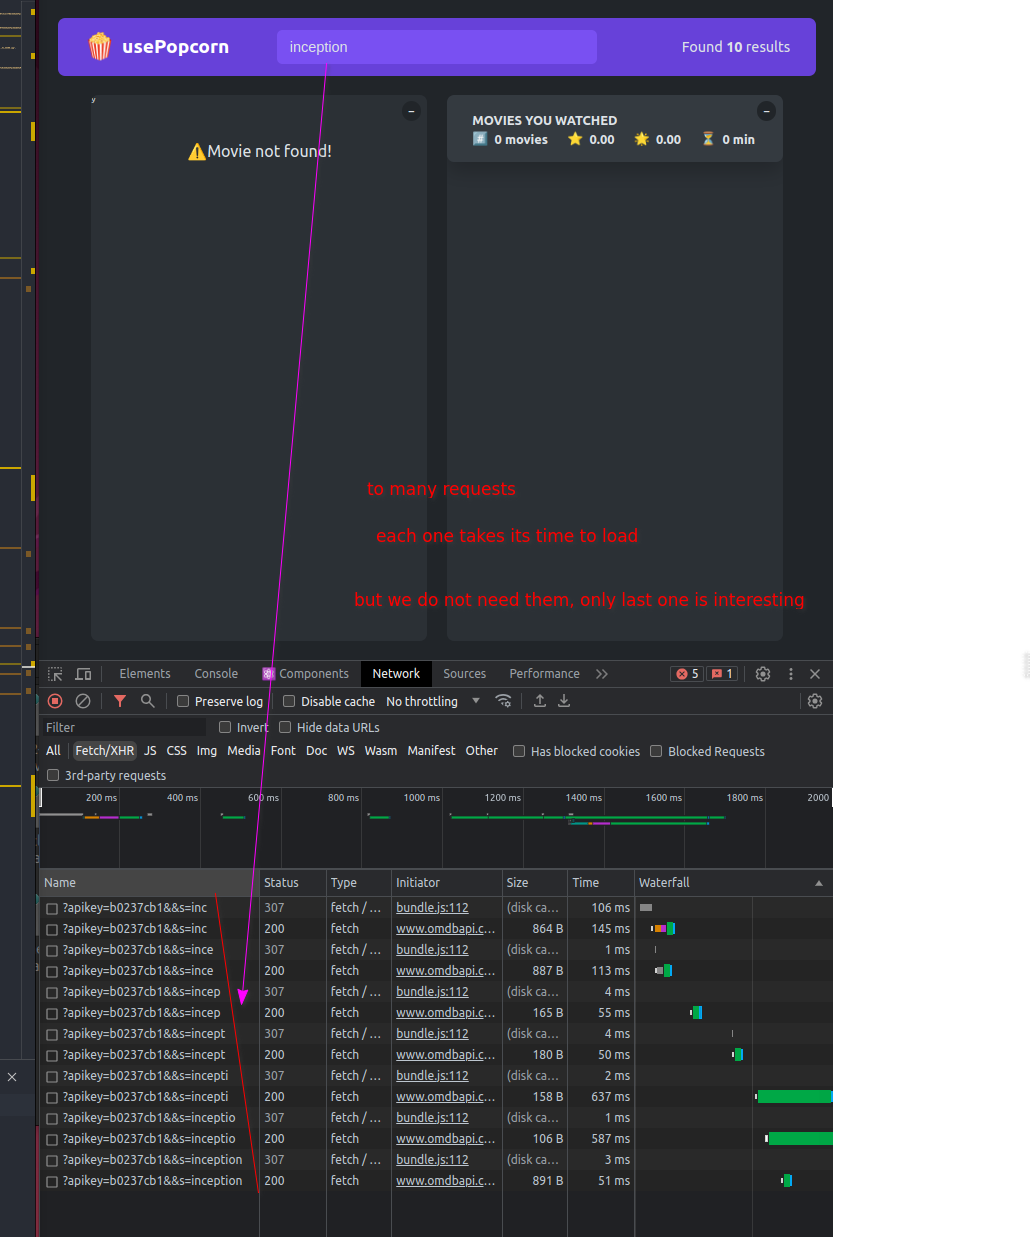 usePopcorn
inception
Found 10 results
Movie not found!
MOVIES YOU WATCHED
0 movies
0.00
0.00
0 min
to many requests
each one takes its time to load
but we do not need them, only last one is interesting
Elements Console Components Network Sources Performance 5 1
Preserve log Disable cache No throttling
Filter Invert Hide data URLs
All Fetch/XHR JS CSS Img Media Font Doc WS Wasm Manifest Other Has blocked cookies Blocked Requests
3rd-party requests
200 ms 400 ms 600 ms 800 ms 1000 ms 1200 ms 1400 ms 1600 ms 1800 ms 2000
Name Status Type Initiator Size Time Waterfall
?apikey=b0237cb1&&s=inc 307 fetch / ... bundle.js:112 (disk ca... 106 ms
?apikey=b0237cb1&&s=inc 200 fetch www.omdbapi.c... 864 B 145 ms
?apikey=b0237cb1&&s=ince 307 fetch / ... bundle.js:112 (disk ca... 1 ms
?apikey=b0237cb1&&s=ince 200 fetch www.omdbapi.c... 887 B 113 ms
?apikey=b0237cb1&&s=incep 307 fetch / ... bundle.js:112 (disk ca... 4 ms
?apikey=b0237cb1&&s=incep 200 fetch www.omdbapi.c... 165 B 55 ms
?apikey=b0237cb1&&s=incept 307 fetch / ... bundle.js:112 (disk ca... 4 ms
?apikey=b0237cb1&&s=incept 200 fetch www.omdbapi.c... 180 B 50 ms
?apikey=b0237cb1&&s=incepti 307 fetch / ... bundle.js:112 (disk ca... 2 ms
?apikey=b0237cb1&&s=incepti 200 fetch www.omdbapi.c... 158 B 637 ms
?apikey=b0237cb1&&s=inceptio 307 fetch / ... bundle.js:112 (disk ca... 1 ms
?apikey=b0237cb1&&s=inceptio 200 fetch www.omdbapi.c... 106 B 587 ms
?apikey=b0237cb1&&s=inception 307 fetch / ... bundle.js:112 (disk ca... 3 ms
?apikey=b0237cb1&&s=inception 200 fetch www.omdbapi.c... 891 B 51 ms